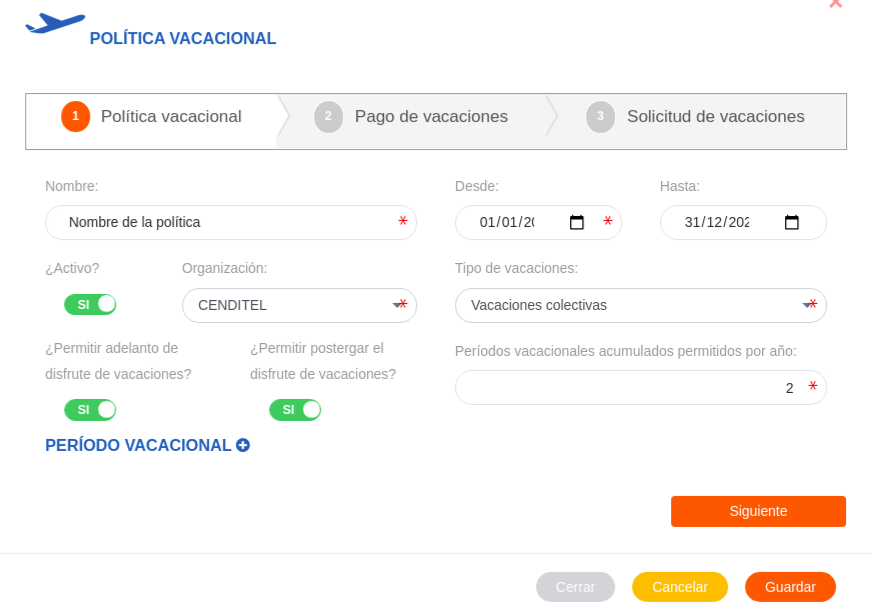 POLÍTICA VACACIONAL
1 Política vacacional 2 Pago de vacaciones 3 Solicitud de vacaciones
Nombre: Desde: Hasta:
Nombre de la política * 01/01/20 * 31/12/202
¿Activo? Organización: Tipo de vacaciones:
SI CENDITEL * Vacaciones colectivas *
¿Permitir adelanto de
disfrute de vacaciones?
¿Permitir postergar el
disfrute de vacaciones?
Períodos vacacionales acumulados permitidos por año:
2 *
SI SI
PERÍODO VACACIONAL
Siguiente
Cerrar Cancelar Guardar